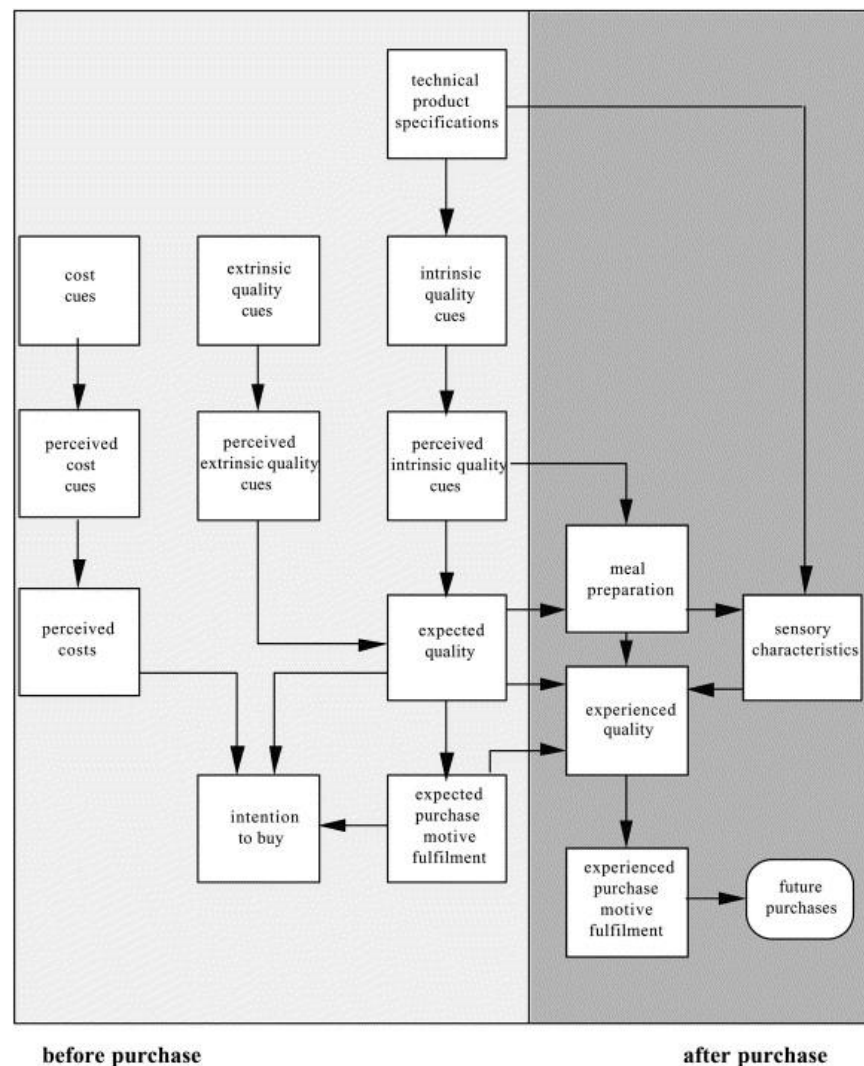 technical
product
specifications
cost
cues
extrinsic
quality
cues
intrinsic
quality
cues
perceived
cost
cues
perceived
extrinsic quality
cues
perceived
intrinsic quality
cues
meal
preparation
perceived
costs
expected
quality
sensory
characteristics
experienced
quality
intention
to buy
expected
purchase
motive
fulfilment
experienced
purchase
motive
fulfilment
future
purchases
before purchase
after purchase